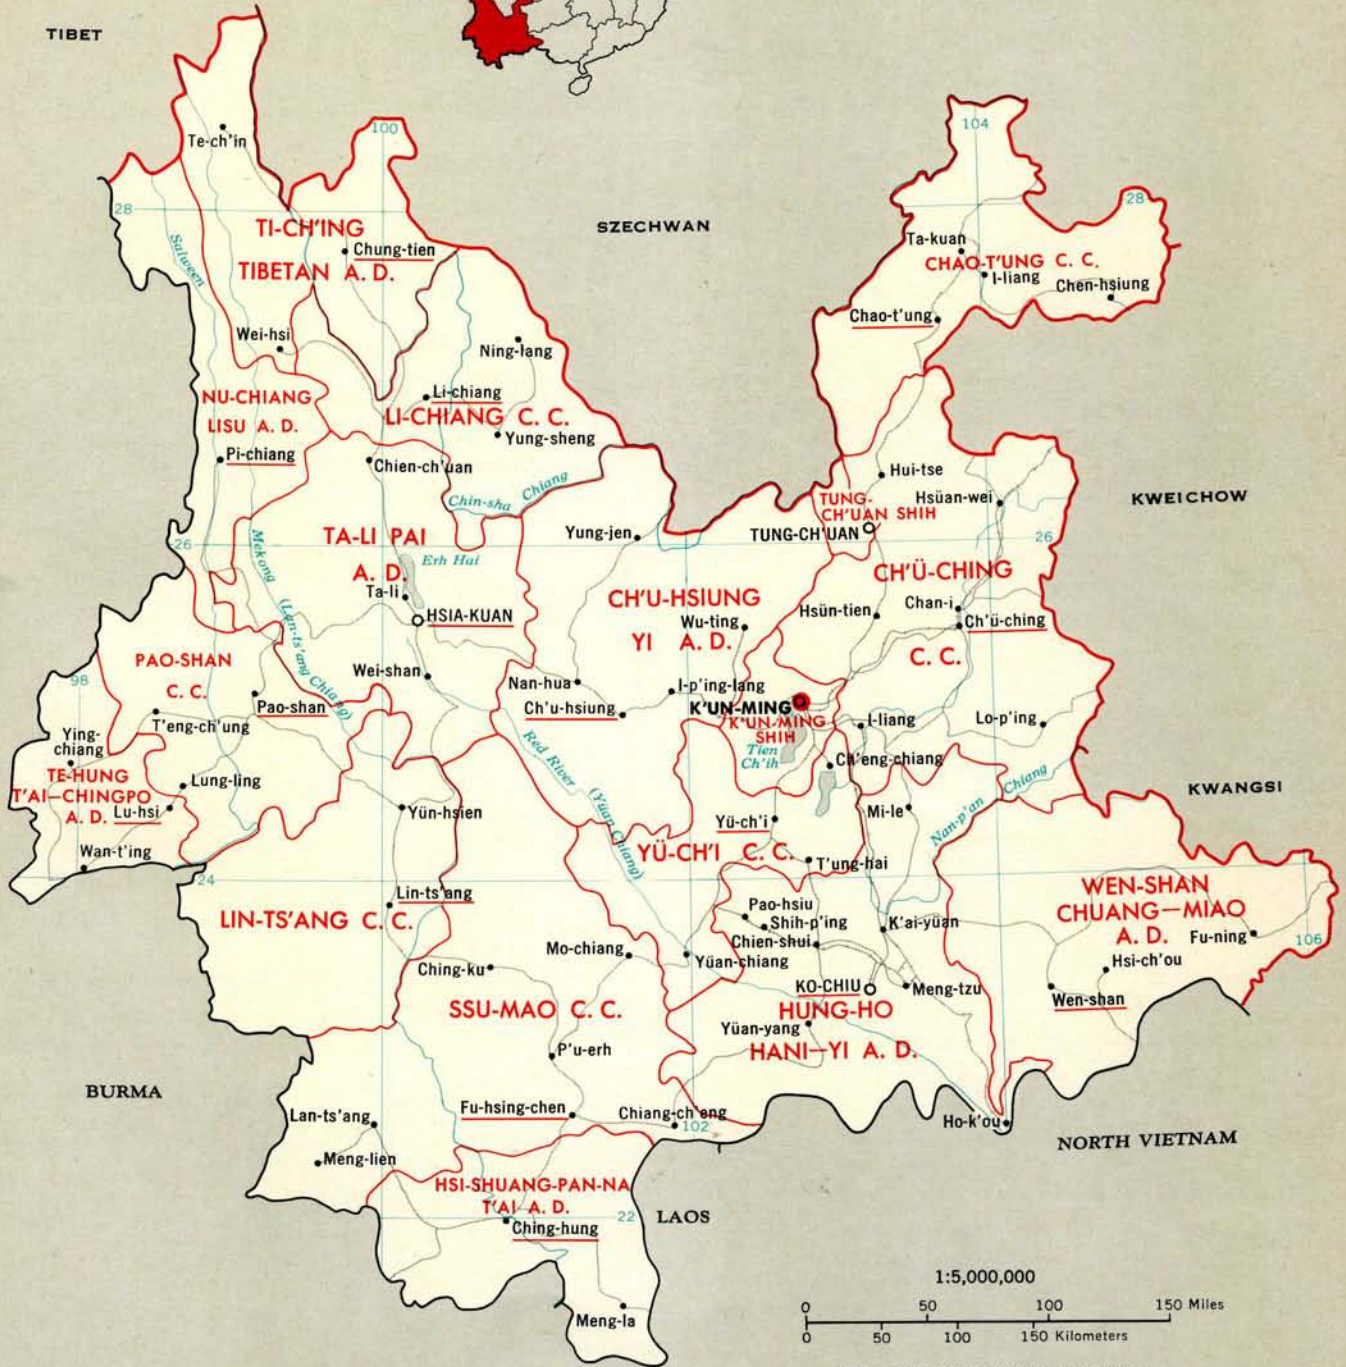 TIBET
Te-ch'in
100
104
28
28
TI-CH'ING
TIBETAN A. D.
Chung-tien
Salween
SZECHWAN
Ta-kuan
CHAO-T'UNG C. C.
I-liang
Chen-hsiung
Chao-t'ung
Wei-hsi
Ning-lang
NU-CHIANG
LISU A. D.
Li-chiang
LI-CHIANG C. C.
Yung-sheng
Pi-chiang
Chien-ch'uan
Chin-sha Chiang
Hui-tse
TUNG-
CH'UAN SHIH
Hsüan-wei
KWEICHOW
TUNG-CH'UAN
Yung-jen
26
26
Mekong (Lan-ts'ang Chiang)
TA-LI PAI
A. D.
Erh Hai
Ta-li
HSIA-KUAN
CH'U-HSIUNG
YI A. D.
Wu-ting
CH'Ü-CHING
C. C.
Hsün-tien
Chan-i
Ch'ü-ching
PAO-SHAN
C. C.
Wei-shan
98
Pao-shan
T'eng-ch'ung
Nan-hua
I-p'ing-lang
Ch'u-hsiung
K'UN-MING
K'UN-MING
SHIH
Tien
Ch'ih
I-liang
Lo-p'ing
Ch'eng-chiang
Ying-
chiang
TE-HUNG
T'AI—CHINGPO
A. D.
Lu-hsi
Lung-ling
Wan-t'ing
Red River (Yüan Chiang)
Yün-hsien
Yü-ch'i
Mi-le
Nan-p'an Chiang
KWANGSI
YÜ-CH'I C. C.
T'ung-hai
24
Lin-ts'ang
LIN-TS'ANG C. C.
Pao-hsiu
Shih-p'ing
Chien-shui
K'ai-yüan
WEN-SHAN
CHUANG—MIAO
A. D.
Fu-ning
106
Hsi-ch'ou
Wen-shan
Mo-chiang
Yüan-chiang
Ching-ku
SSU-MAO C. C.
KO-CHIU
Meng-tzu
HUNG-HO
HANI—YI A. D.
Yüan-yang
P'u-erh
BURMA
Lan-ts'ang
Fu-hsing-chen
Chiang-ch'eng
102
Ho-k'ou
NORTH VIETNAM
Meng-lien
HSI-SHUANG-PAN-NA
T'AI A. D.
Ching-hung
22
LAOS
Meng-la
1:5,000,000
0 50 100 150 Miles
0 50 100 150 Kilometers